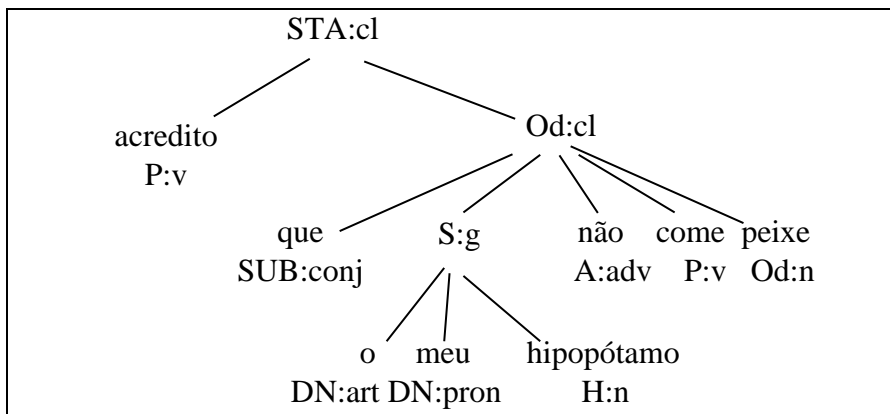 STA:cl
Od:cl
acredito
P:v
que S:g não come peixe
SUB:conj A:adv P:v Od:n
o meu hipopótamo
DN:art DN:pron H:n